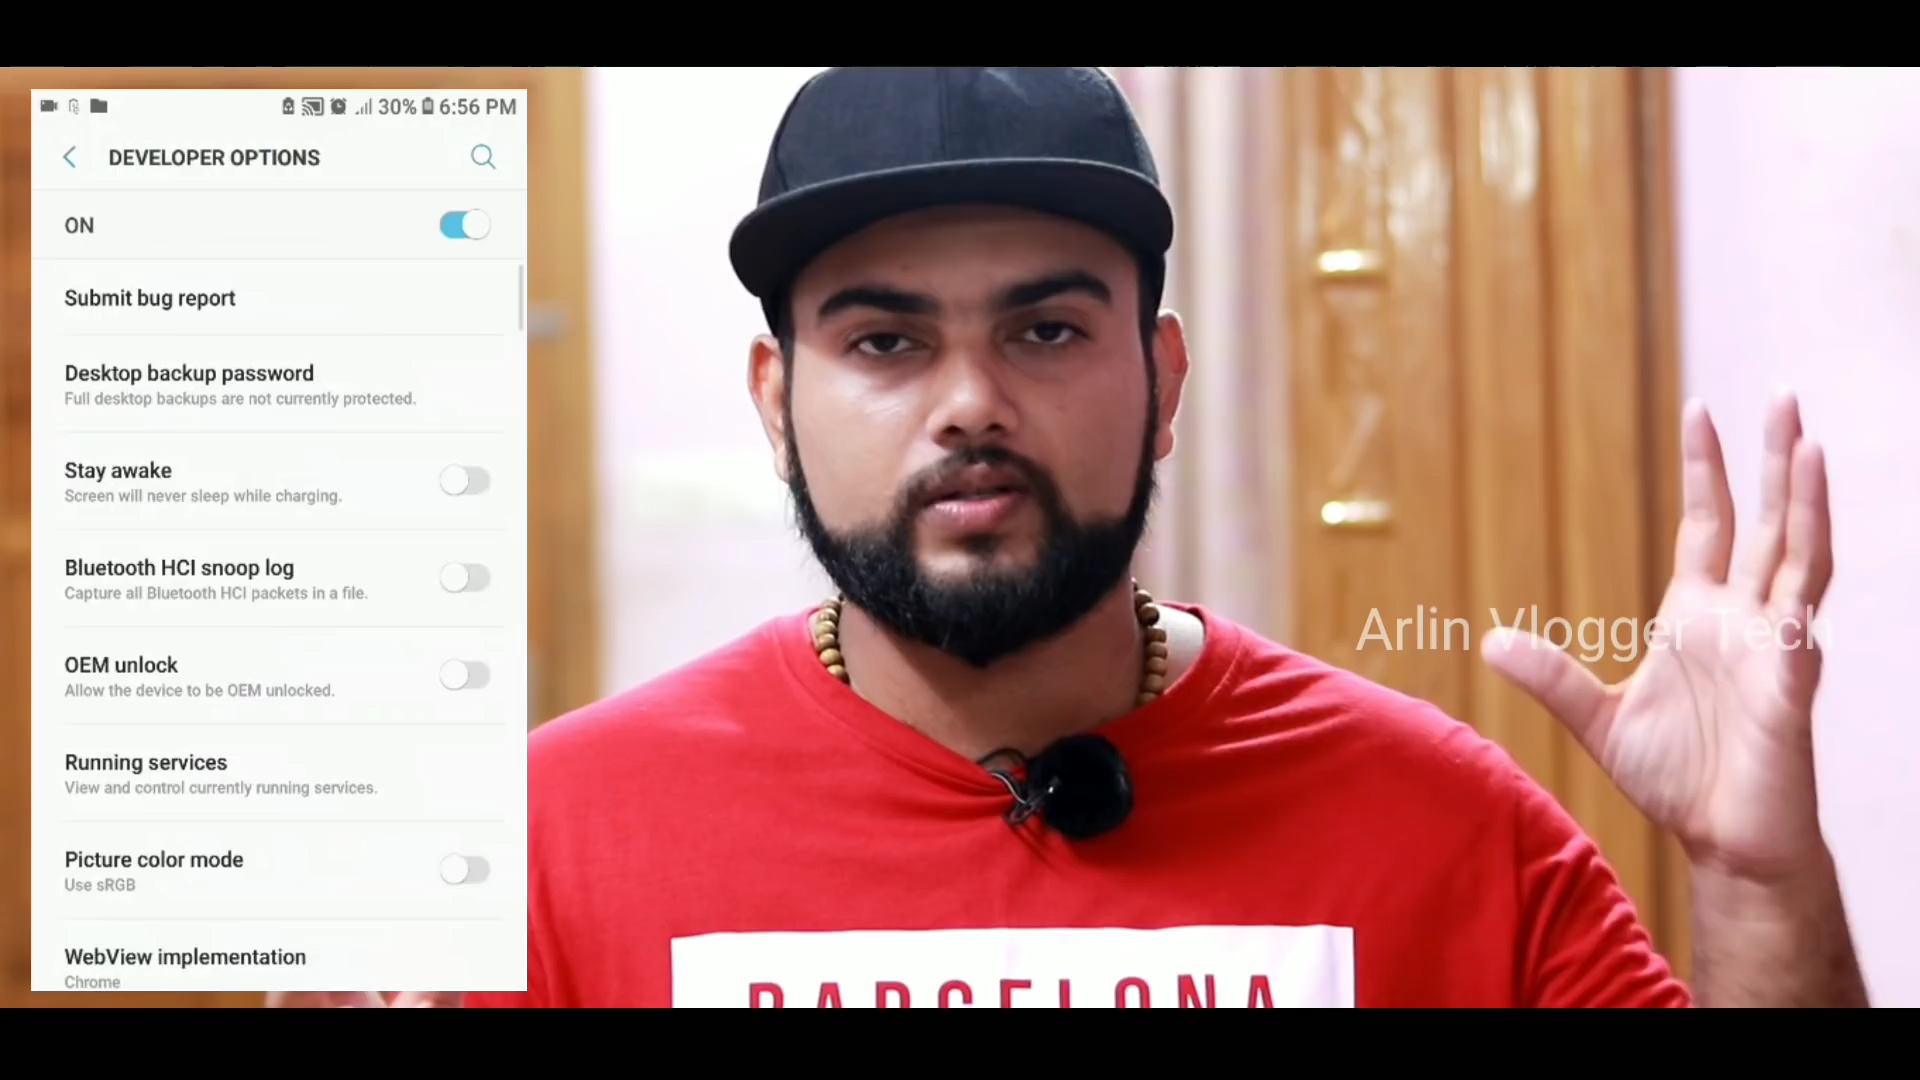 30% 6:56 PM
DEVELOPER OPTIONS
ON
Submit bug report
Desktop backup password
Full desktop backups are not currently protected.
Stay awake
Screen will never sleep while charging.
Bluetooth HCI snoop log
Capture all Bluetooth HCI packets in a file.
OEM unlock
Allow the device to be OEM unlocked.
Running services
View and control currently running services.
Picture color mode
Use sRGB
WebView implementation
Chrome
Arlin Vlogger Tech
BARCELONA